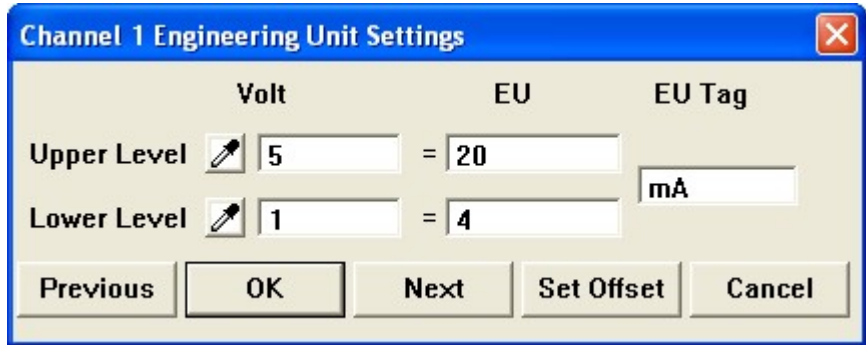 Channel 1 Engineering Unit Settings
Volt EU EU Tag
Upper Level 5 = 20
mA
Lower Level 1 = 4
Previous OK Next Set Offset Cancel